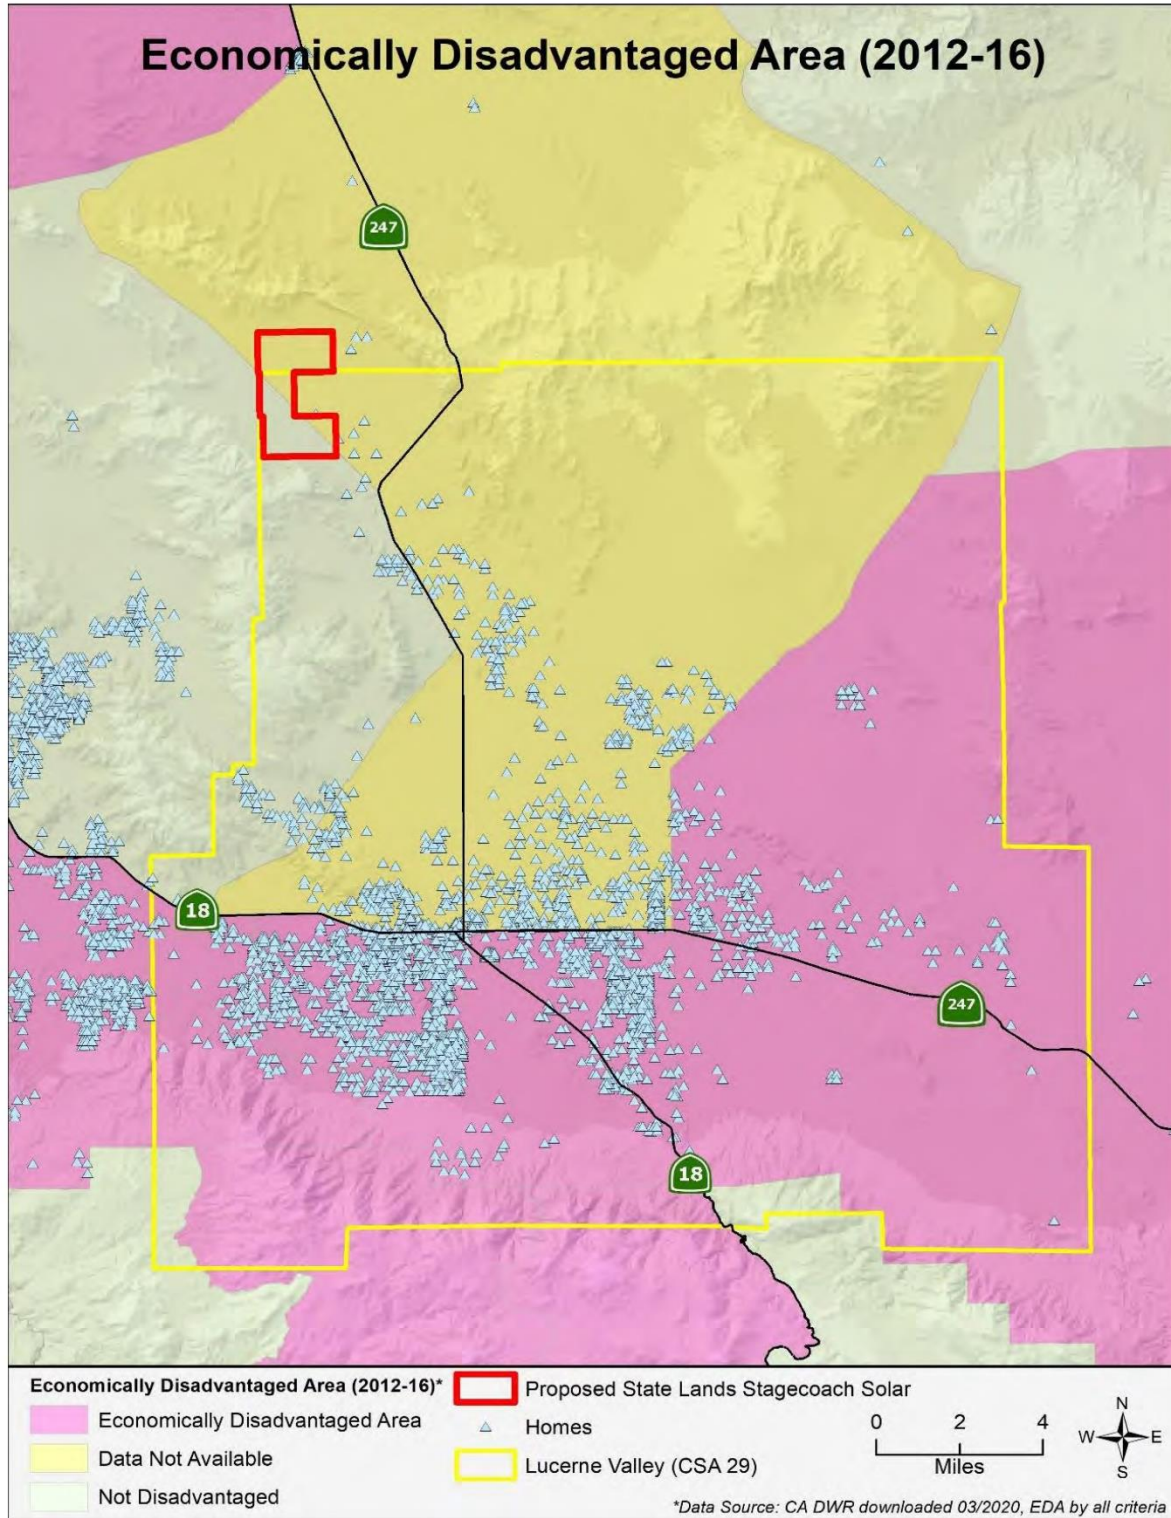 Economically Disadvantaged Area (2012-16)
247
18
247
18
Economically Disadvantaged Area (2012-16)*
Economically Disadvantaged Area
Data Not Available
Not Disadvantaged
Proposed State Lands Stagecoach Solar
Homes
Lucerne Valley (CSA 29)
0 2 4
Miles
N
W E
S
*Data Source: CA DWR downloaded 03/2020, EDA by all criteria